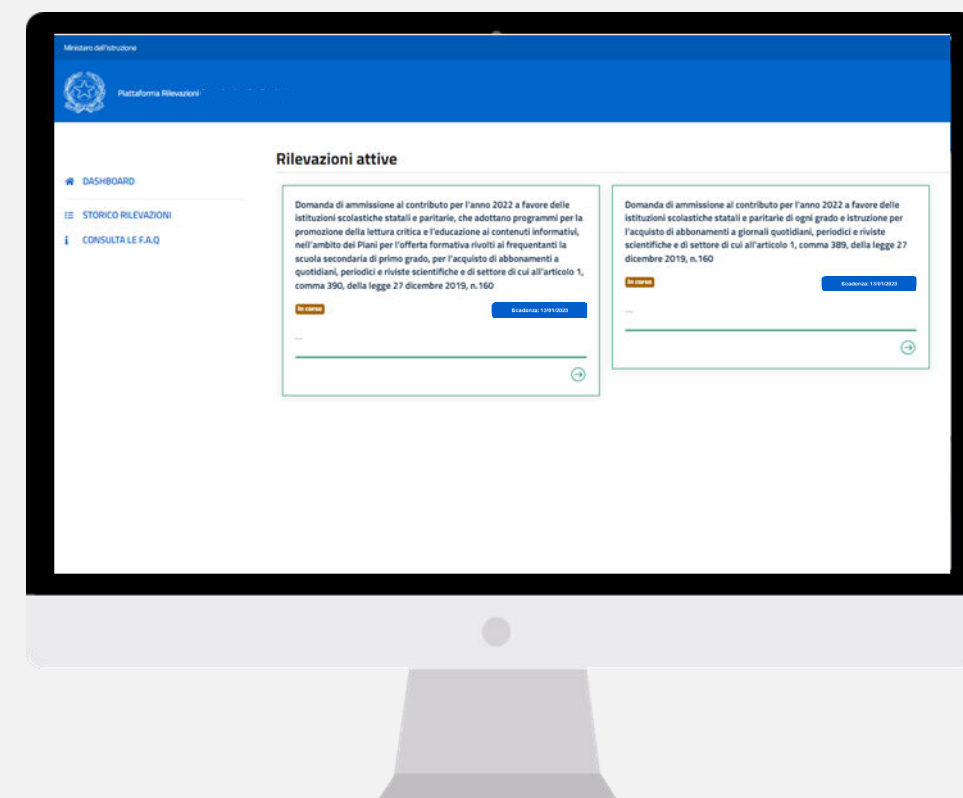 Ministero dell'Istruzione
Piattaforma Rilevazioni
DASHBOARD
STORICO RILEVAZIONI
CONSULTA LE F.A.Q
Rilevazioni attive
Domanda di ammissione al contributo per l'anno 2022 a favore delle
istituzioni scolastiche statali e paritarie, che adottano programmi per la
promozione della lettura critica e l'educazione ai contenuti informativi,
nell'ambito dei Piani per l'offerta formativa rivolti ai frequentanti la
scuola secondaria di primo grado, per l'acquisto di abbonamenti a
quotidiani, periodici e riviste scientifiche e di settore di cui all'articolo 1,
comma 390, della legge 27 dicembre 2019, n.160
In corso
Scadenza: 13/01/2023
...
Domanda di ammissione al contributo per l'anno 2022 a favore delle
istituzioni scolastiche statali e paritarie di ogni grado e istruzione per
l'acquisto di abbonamenti a giornali quotidiani, periodici e riviste
scientifiche e di settore di cui all'articolo 1, comma 389, della legge 27
dicembre 2019, n.160
In corso
Scadenza: 13/01/2023
...